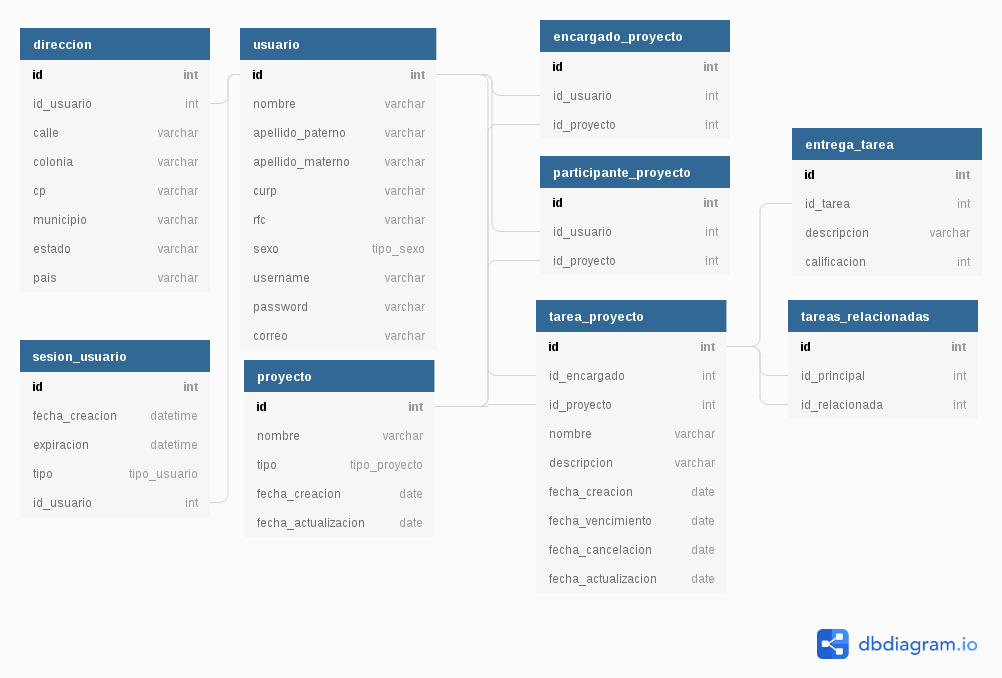 direccion
id int
id_usuario int
calle varchar
colonia varchar
cp varchar
municipio varchar
estado varchar
pais varchar
sesion_usuario
id int
fecha_creacion datetime
expiracion datetime
tipo tipo_usuario
id_usuario int
usuario
id int
nombre varchar
apellido_paterno varchar
apellido_materno varchar
curp varchar
rfc varchar
sexo tipo_sexo
username varchar
password varchar
correo varchar
proyecto
id int
nombre varchar
tipo tipo_proyecto
fecha_creacion date
fecha_actualizacion date
encargado_proyecto
id int
id_usuario int
id_proyecto int
participante_proyecto
id int
id_usuario int
id_proyecto int
tarea_proyecto
id int
id_encargado int
id_proyecto int
nombre varchar
descripcion varchar
fecha_creacion date
fecha_vencimiento date
fecha_cancelacion date
fecha_actualizacion date
entrega_tarea
id int
id_tarea int
descripcion varchar
calificacion int
tareas_relacionadas
id int
id_principal int
id_relacionada int
dbdiagram.io